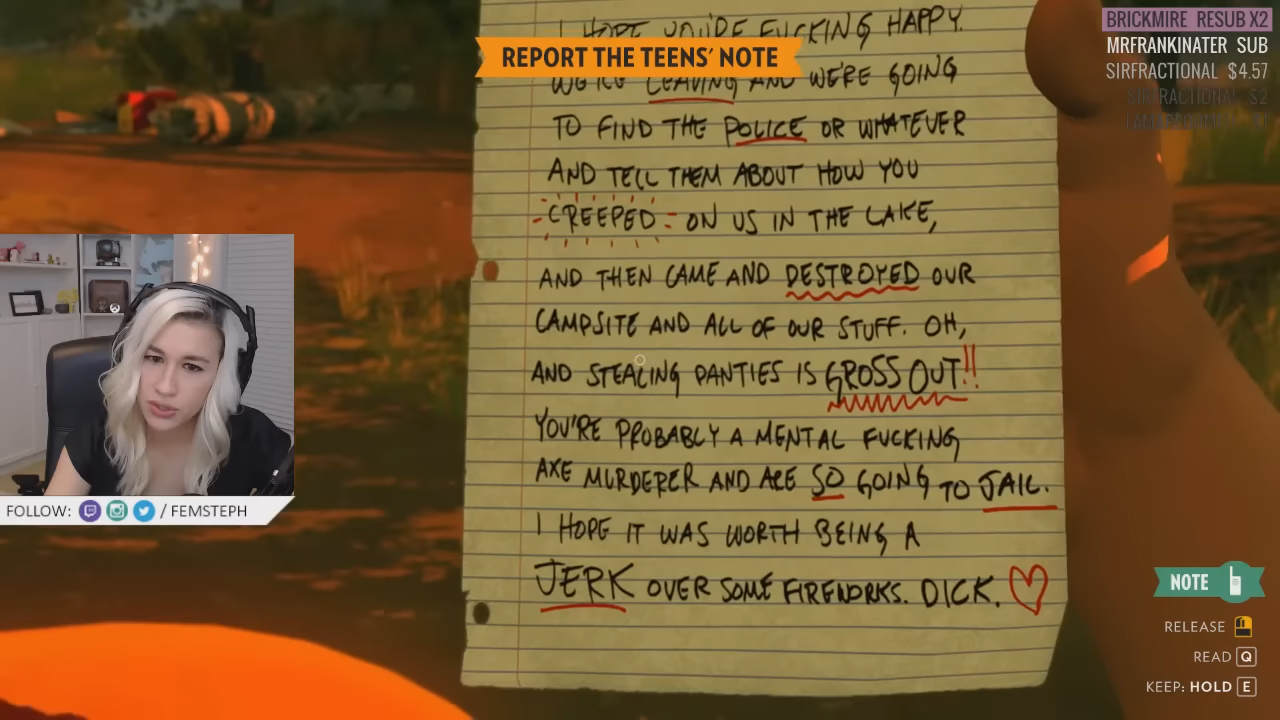 I HOPE YOU'RE FUCKING HAPPY.
REPORT THE TEENS' NOTE
WE'RE LEAVING AND WE'RE GOING
TO FIND THE POLICE OR WHATEVER
AND TELL THEM ABOUT HOW YOU
CREEPED ON US IN THE LAKE,
AND THEN CAME AND DESTROYED OUR
CAMPSITE AND ALL OF OUR STUFF. OH,
AND STEALING PANTIES IS GROSS OUT!!
YOU'RE PROBABLY A MENTAL FUCKING
AXE MURDERER AND ARE SO GOING TO JAIL.
I HOPE IT WAS WORTH BEING A
JERK OVER SOME FIREWORKS. DICK.
BRICKMIRE RESUB X2
MRFRANKINATER SUB
SIRFRACTIONAL $4.57
SIRFRACTIONAL $2
FOLLOW: / FEMSTEPH
NOTE
RELEASE
READ Q
KEEP: HOLD E